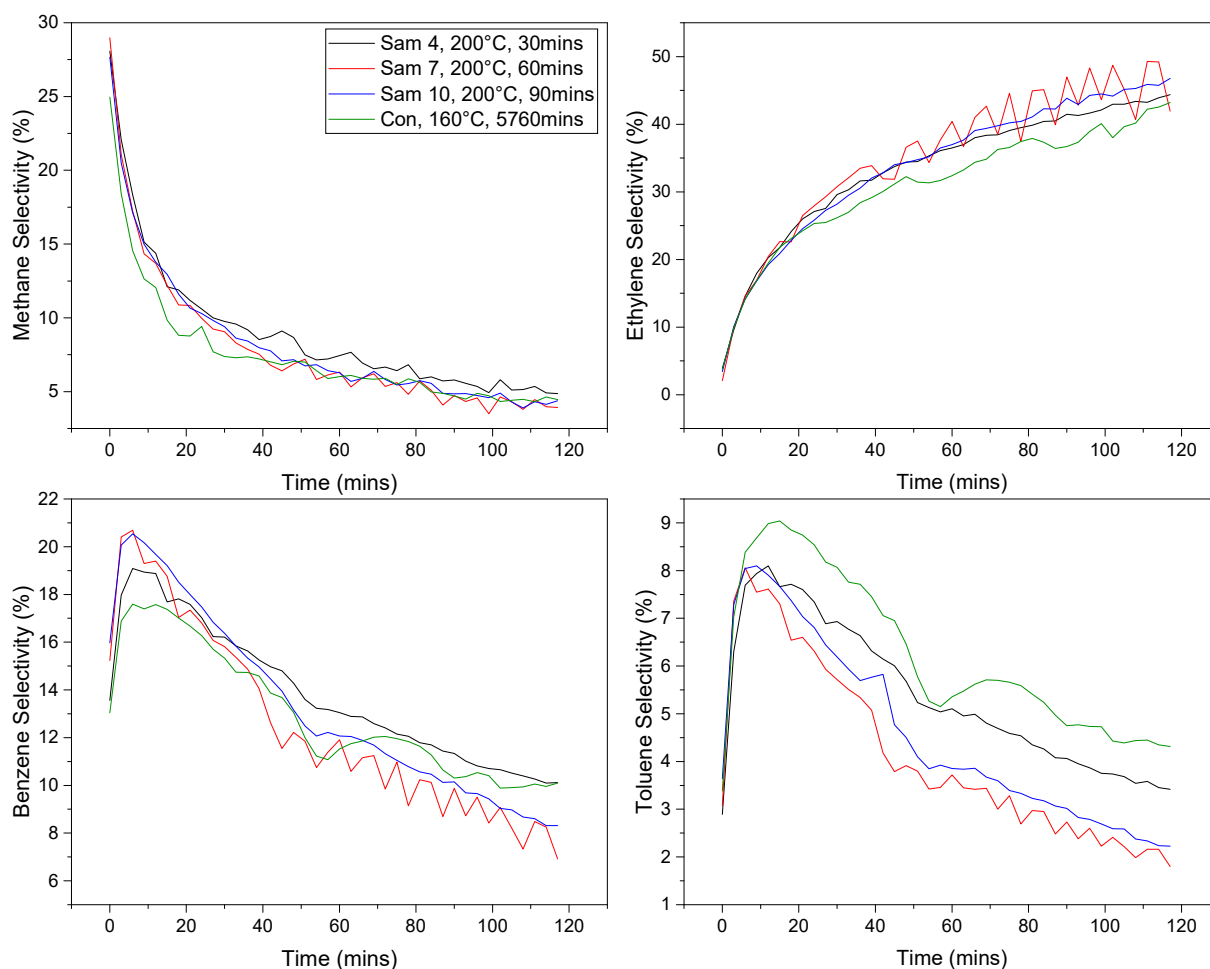 30
25
20
15
10
5
Methane Selectivity (%)
Sam 4, 200°C, 30mins
Sam 7, 200°C, 60mins
Sam 10, 200°C, 90mins
Con, 160°C, 5760mins
0 20 40 60 80 100 120
Time (mins)
50
40
30
20
10
0
Ethylene Selectivity (%)
0 20 40 60 80 100 120
Time (mins)
22
20
18
16
14
12
10
8
6
Benzene Selectivity (%)
0 20 40 60 80 100 120
Time (mins)
9
8
7
6
5
4
3
2
1
Toluene Selectivity (%)
0 20 40 60 80 100 120
Time (mins)